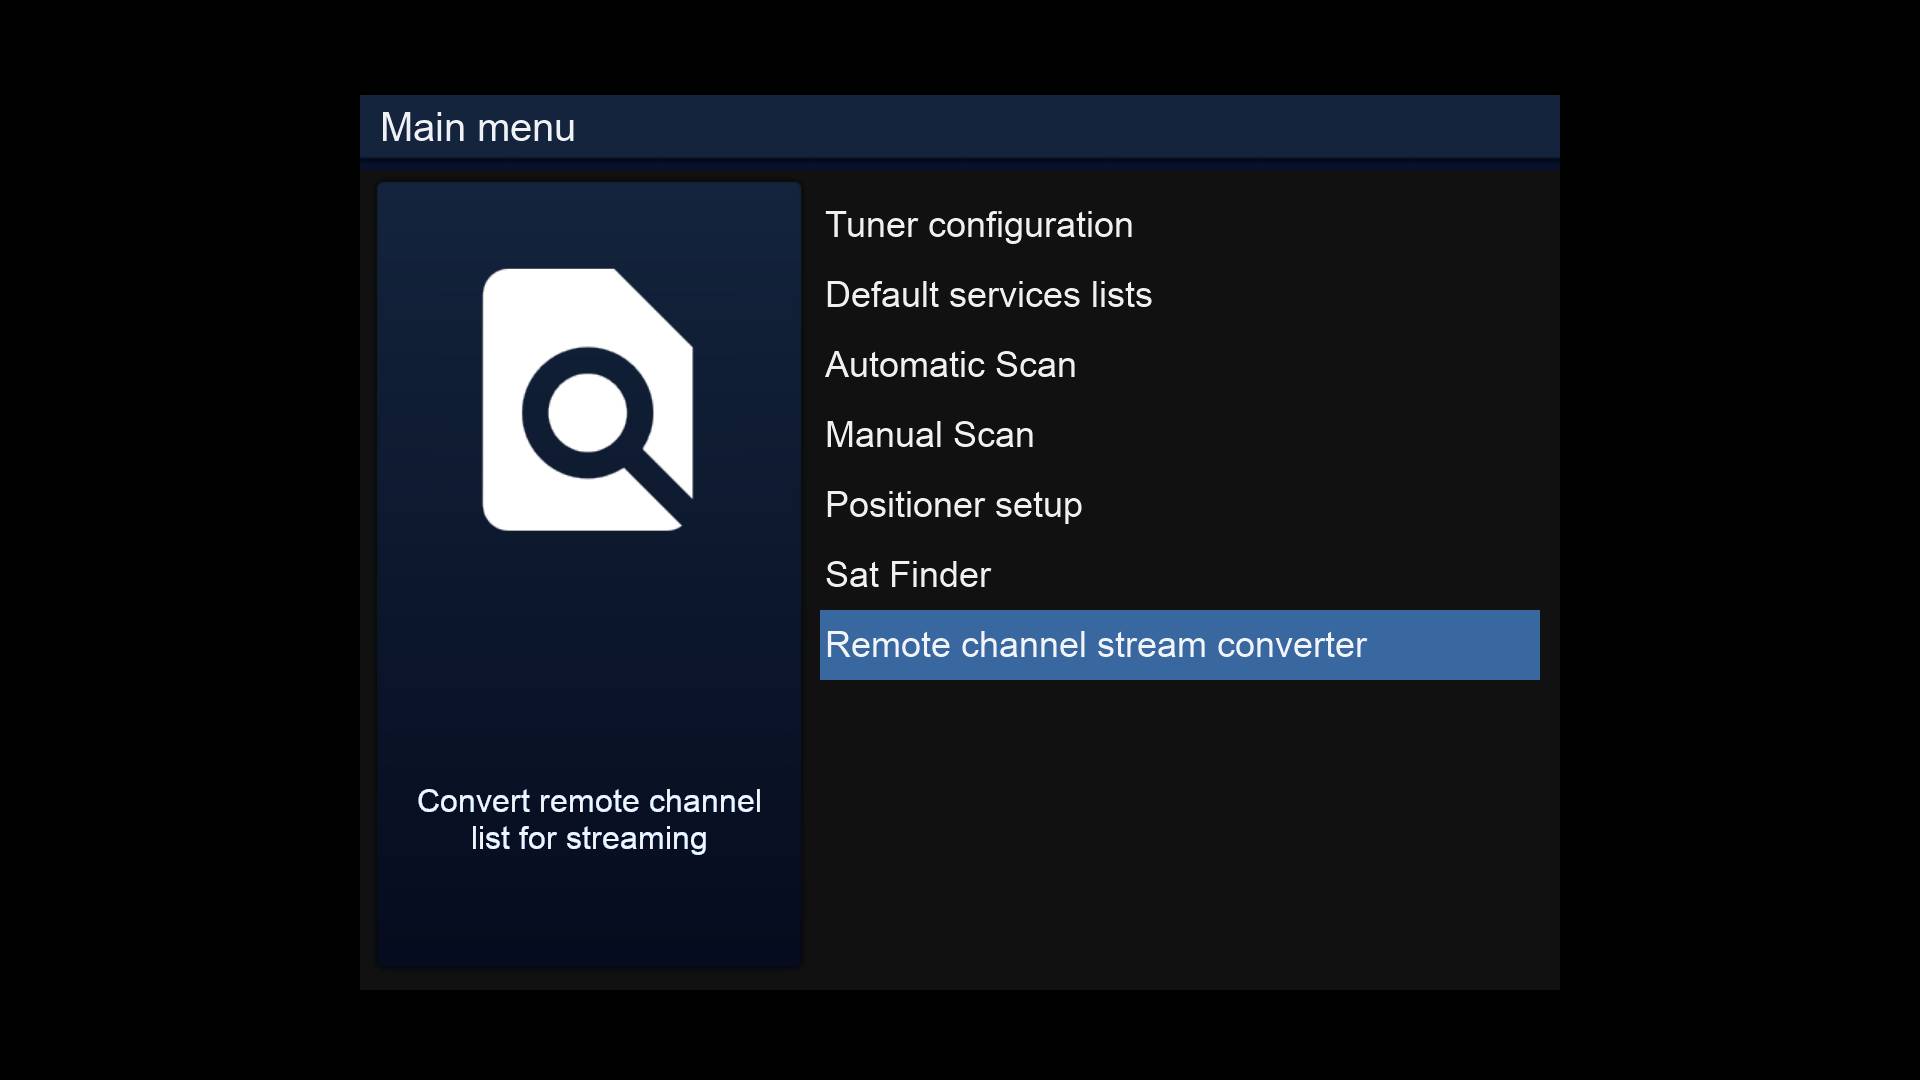 Main menu
Tuner configuration
Default services lists
Automatic Scan
Manual Scan
Positioner setup
Sat Finder
Remote channel stream converter
Convert remote channel
list for streaming